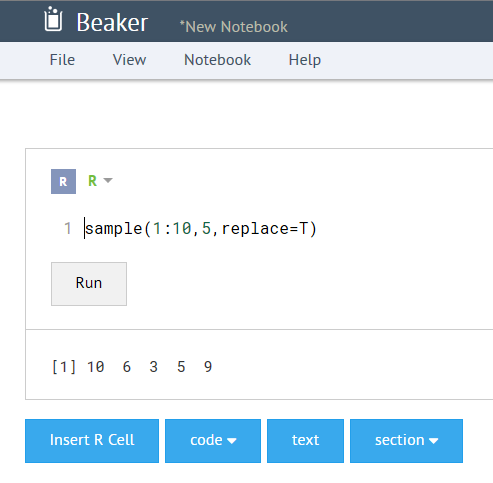 Beaker *New Notebook
File View Notebook Help
R R
1 sample(1:10,5,replace=T)
Run
[1] 10 6 3 5 9
Insert R Cell code text section